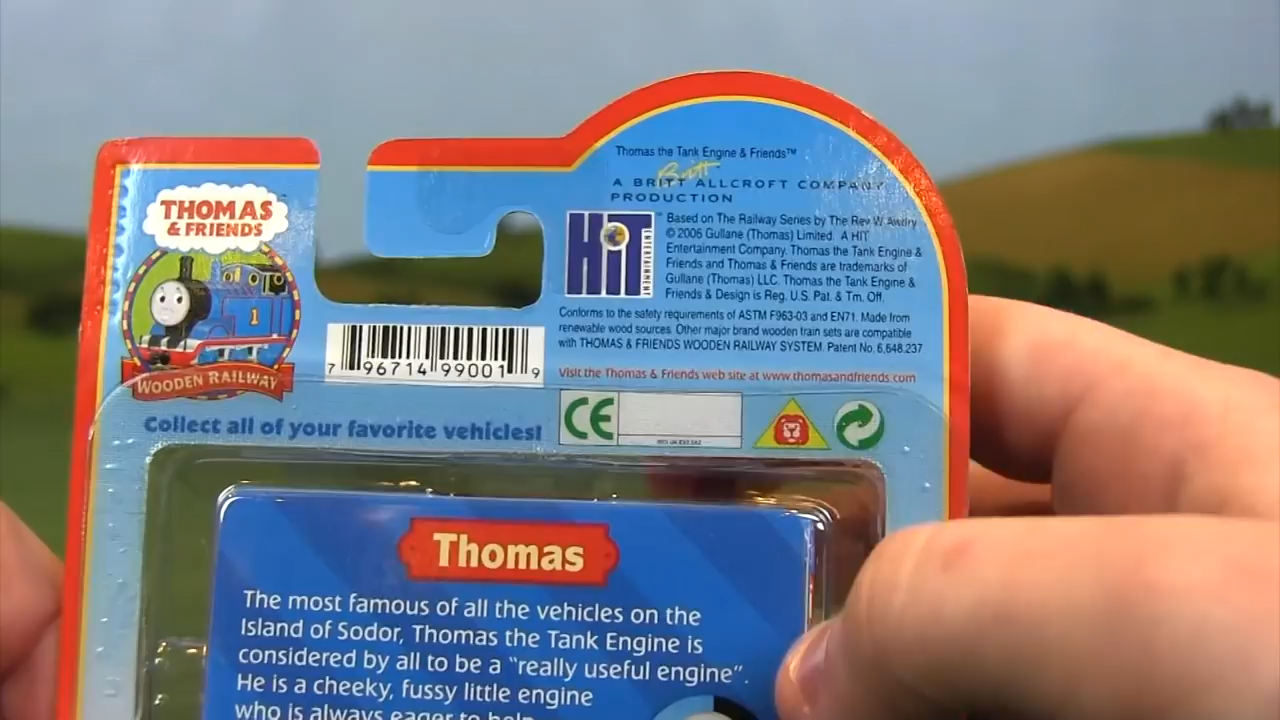 Thomas the Tank Engine & Friends™
Britt
A BRITT ALLCROFT COMPANY
PRODUCTION
THOMAS
& FRIENDS
1
WOODEN RAILWAY
HiT
ENTERTAINMENT
Based on The Railway Series by The Rev W Awdry
© 2006 Gullane (Thomas) Limited. A HIT
Entertainment Company. Thomas the Tank Engine &
Friends and Thomas & Friends are trademarks of
Gullane (Thomas) LLC. Thomas the Tank Engine &
Friends & Design is Reg. U.S. Pat. & Tm. Off.
Conforms to the safety requirements of ASTM F963-03 and EN71. Made from
renewable wood sources. Other major brand wooden train sets are compatible
with THOMAS & FRIENDS WOODEN RAILWAY SYSTEM. Patent No. 6,648,237
7 96714 99001 9
Visit the Thomas & Friends web site at www.thomasandfriends.com
CE
Collect all of your favorite vehicles!
Thomas
The most famous of all the vehicles on the
Island of Sodor, Thomas the Tank Engine is
considered by all to be a "really useful engine".
He is a cheeky, fussy little engine
who is always eager to help